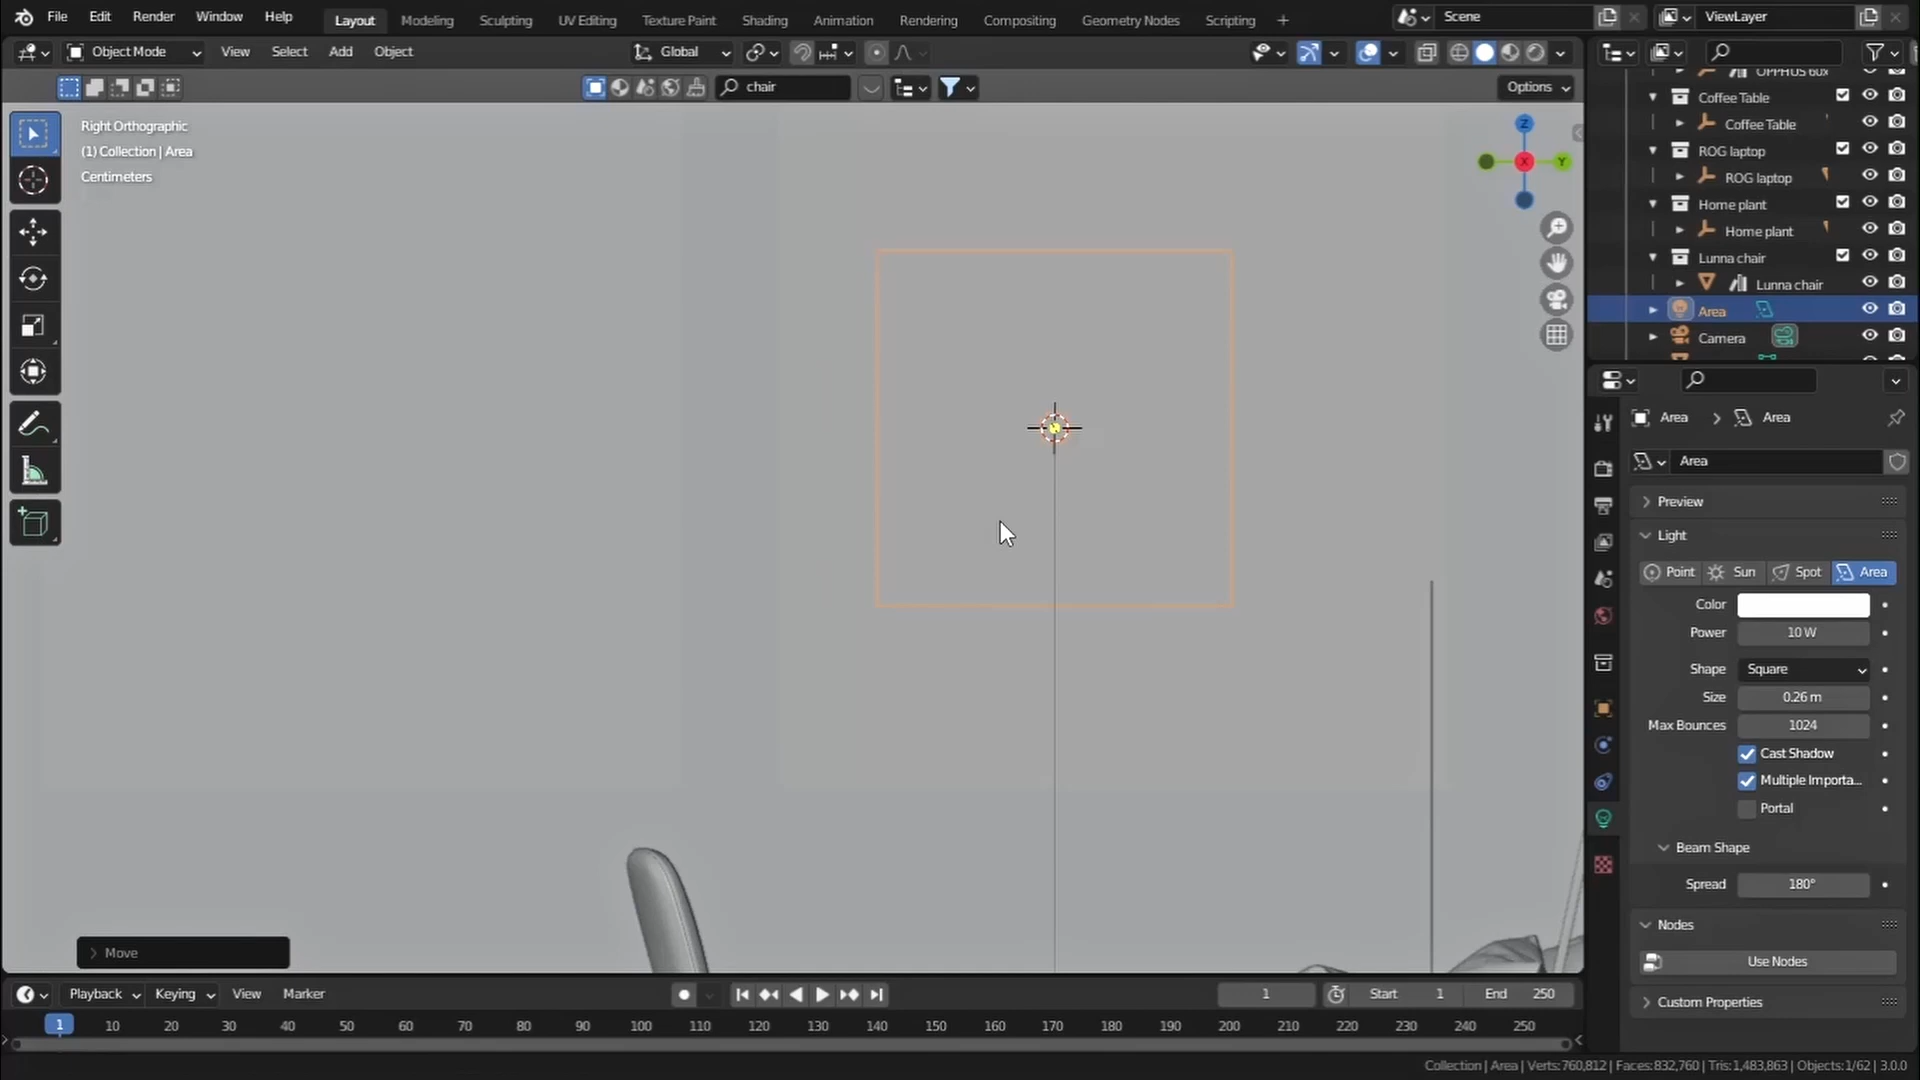 File Edit Render Window Help Layout Modeling Sculpting UV Editing Texture Paint Shading Animation Rendering Compositing Geometry Nodes Scripting + Scene ViewLayer
Object Mode View Select Add Object Global
chair Options
Right Orthographic
(1) Collection | Area
Centimeters
Z
X
Y
Move
OPPHUS 60x
Coffee Table
Coffee Table
ROG laptop
ROG laptop
Home plant
Home plant
Lunna chair
Lunna chair
Area
Camera
Area > Area
Area
Preview
Light
Point Sun Spot Area
Color
Power 10 W
Shape Square
Size 0.26 m
Max Bounces 1024
Cast Shadow
Multiple Importa...
Portal
Beam Shape
Spread 180°
Nodes
Use Nodes
Custom Properties
Playback Keying View Marker 1 Start 1 End 250
1 10 20 30 40 50 60 70 80 90 100 110 120 130 140 150 160 170 180 190 200 210 220 230 240 250
Collection | Area | Verts:760,812 | Faces:832,760 | Tris:1,483,863 | Objects:1/62 | 3.0.0